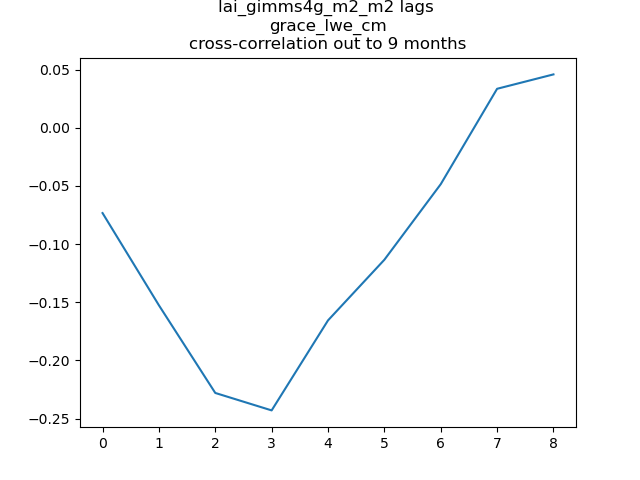 lai_gimms4g_m2_m2 lags
grace_lwe_cm
cross-correlation out to 9 months
0.05
0.00
−0.05
−0.10
−0.15
−0.20
−0.25
0 1 2 3 4 5 6 7 8